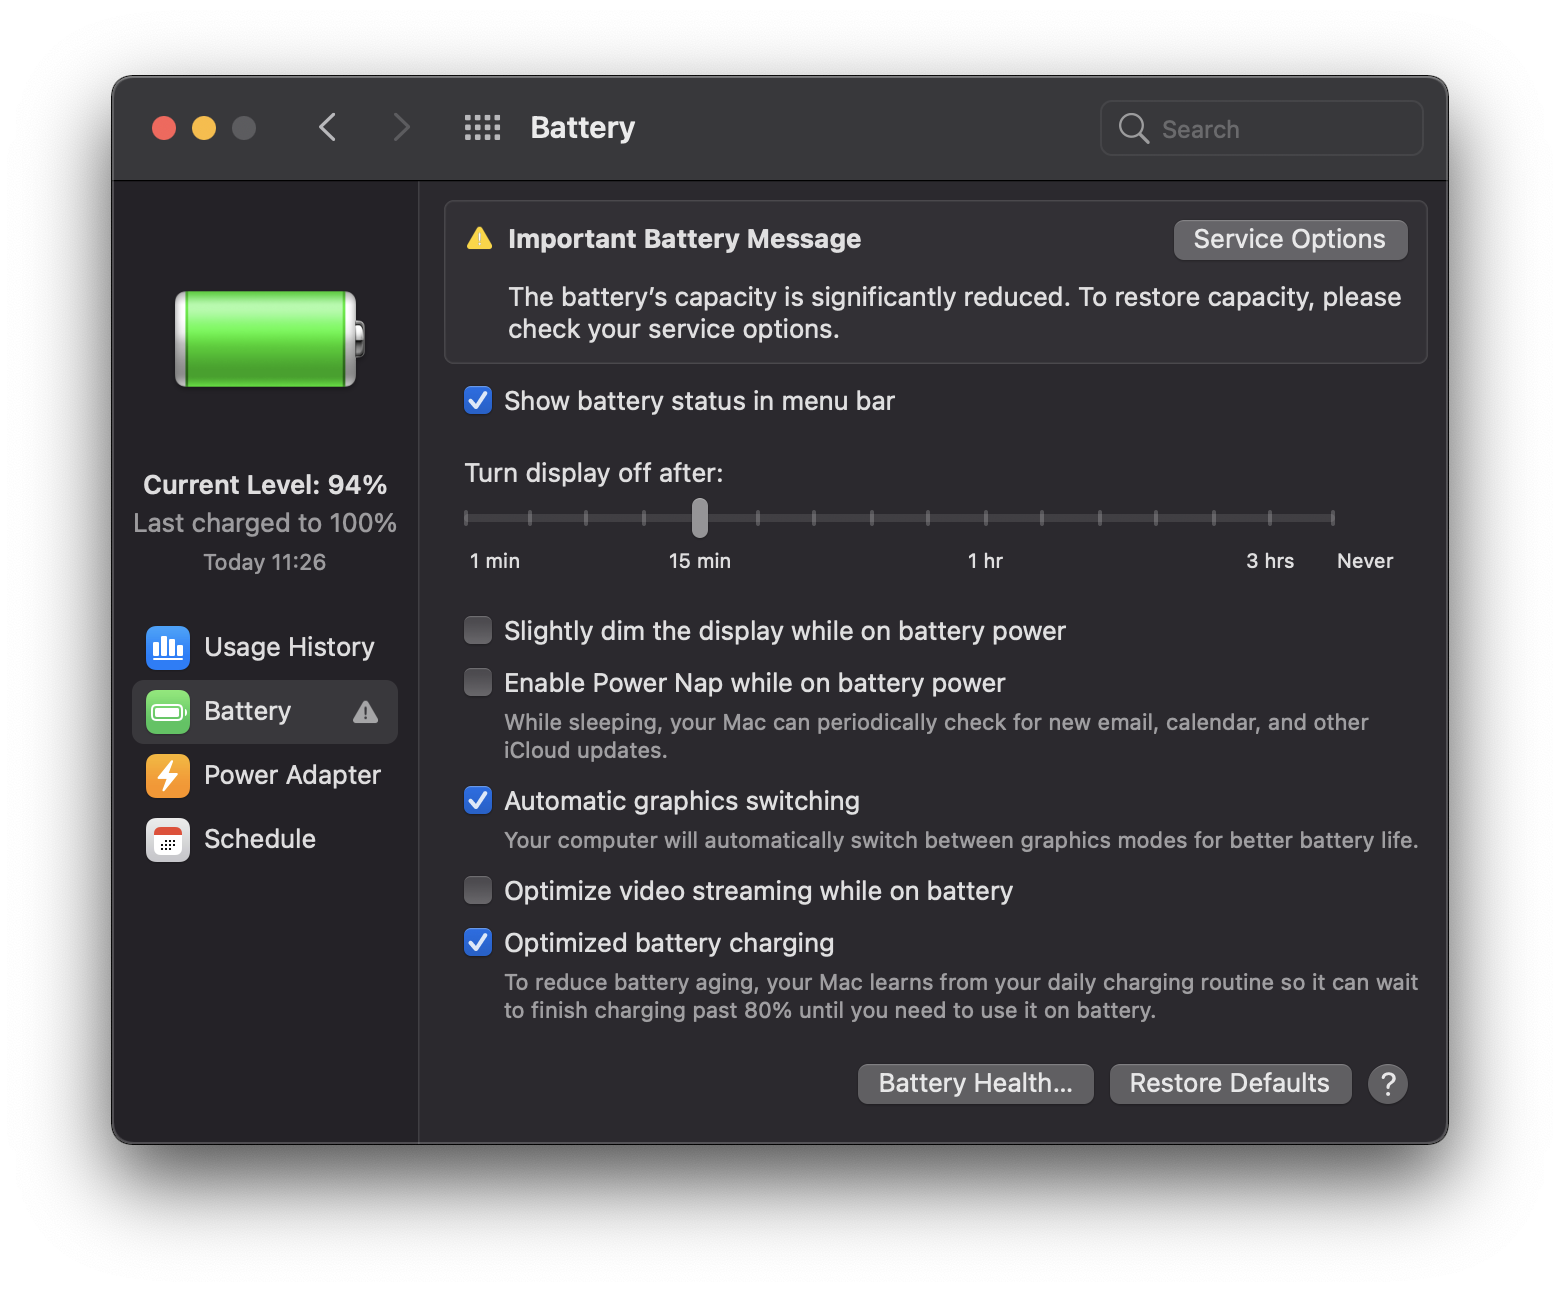 Battery
Search
Important Battery Message
Service Options
The battery’s capacity is significantly reduced. To restore capacity, please
check your service options.
Current Level: 94%
Last charged to 100%
Today 11:26
Usage History
Battery
Power Adapter
Schedule
Show battery status in menu bar
Turn display off after:
1 min 15 min 1 hr 3 hrs Never
Slightly dim the display while on battery power
Enable Power Nap while on battery power
While sleeping, your Mac can periodically check for new email, calendar, and other
iCloud updates.
Automatic graphics switching
Your computer will automatically switch between graphics modes for better battery life.
Optimize video streaming while on battery
Optimized battery charging
To reduce battery aging, your Mac learns from your daily charging routine so it can wait
to finish charging past 80% until you need to use it on battery.
Battery Health...
Restore Defaults
?